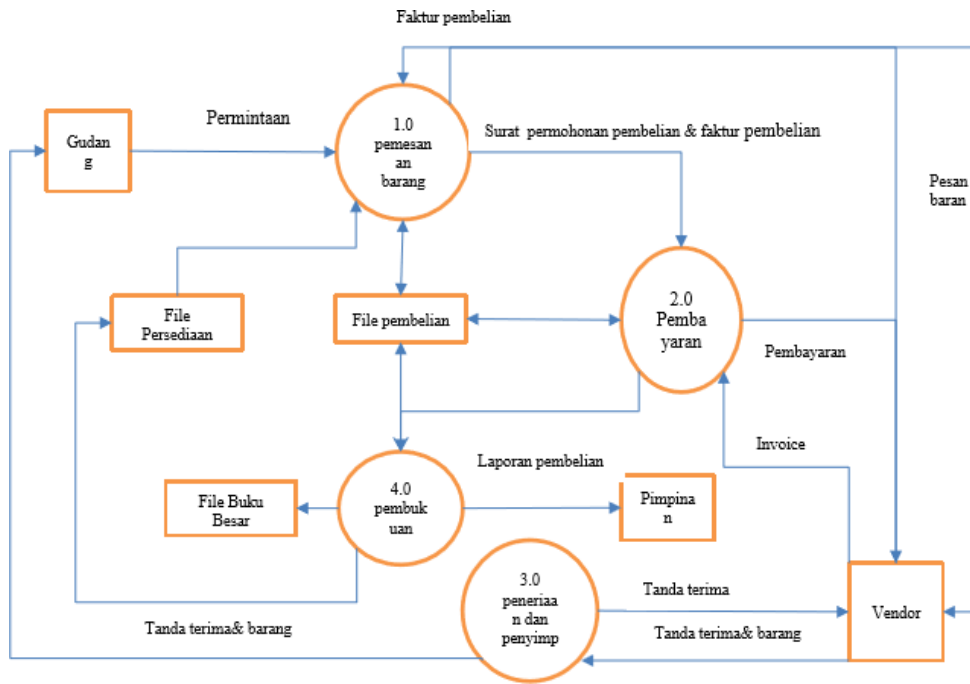 Faktur pembelian
Gudan
g
Permintaan
1.0
pemesan
an
barang
Surat permohonan pembelian & faktur pembelian
Pesan
baran
File
Persediaan
File pembelian
2.0
Pemba
yaran
Pembayaran
Invoice
Laporan pembelian
File Buku
Besar
4.0
pembuk
uan
Pimpina
n
3.0
peneriaa
n dan
penyimp
Tanda terima
Vendor
Tanda terima& barang
Tanda terima& barang